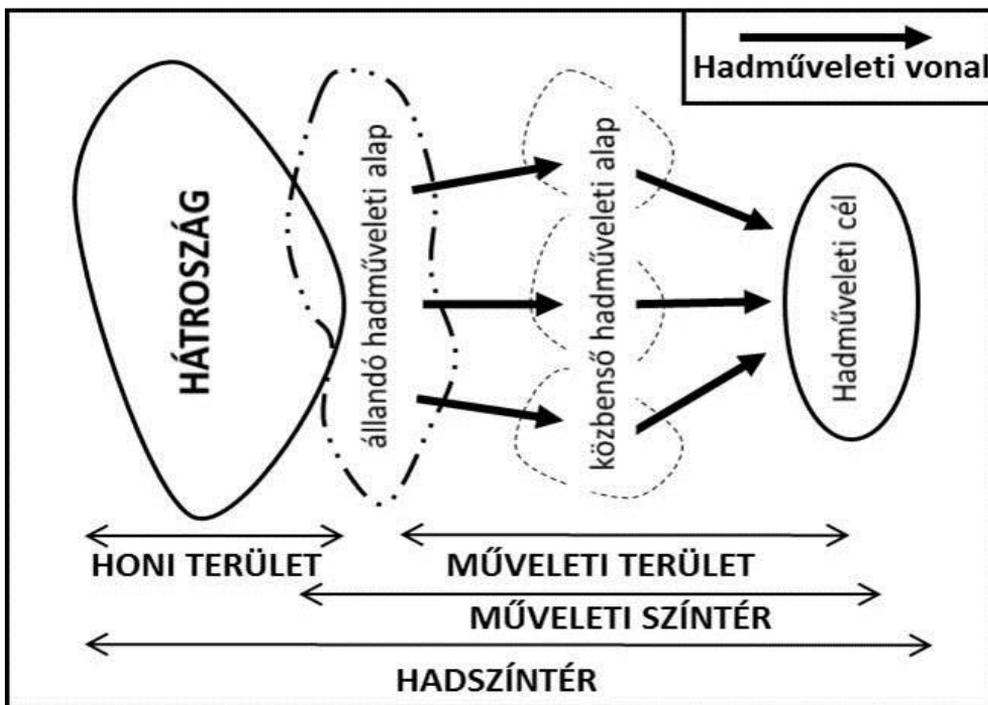 Hadműveleti vonal
HÁTROSZÁG
állandó hadműveleti alap
közbenső hadműveleti alap
Hadműveleti cél
HONI TERÜLET
MŰVELETI TERÜLET
MŰVELETI SZÍNTÉR
HADSZÍNTÉR